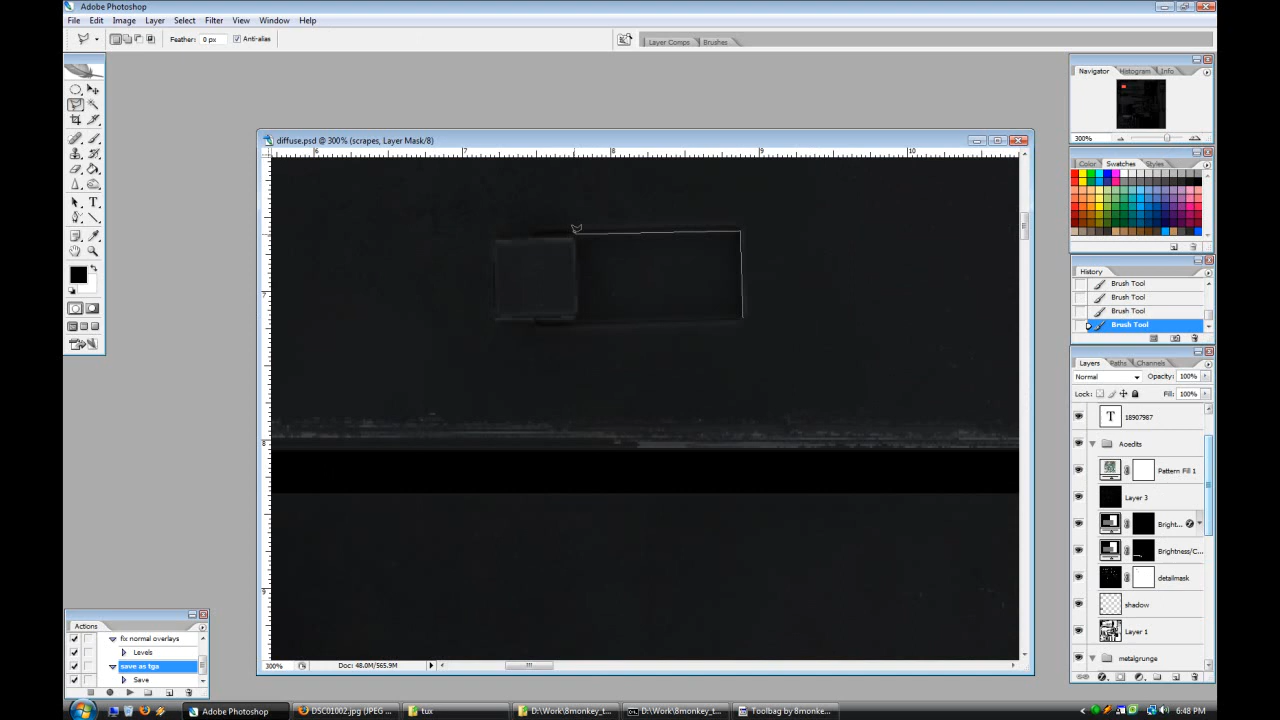 Adobe Photoshop
File Edit Image Layer Select Filter View Window Help
Feather: 0 px Anti-alias
Layer Comps Brushes
diffuse.psd @ 300% (scrapes, Layer Mask/8)
6 7 8 9 10
7
8
9
300% Doc: 48.0M/565.9M
Navigator Histogram Info
300%
Color Swatches Styles
History
Brush Tool
Brush Tool
Brush Tool
Brush Tool
Layers Paths Channels
Normal Opacity: 100%
Lock: Fill: 100%
T 18907987
Aoedits
Pattern Fill 1
Layer 3
Bright...
Brightness/C...
detailmask
shadow
Layer 1
metalgrunge
Actions
fix normal overlays
Levels
save as tga
Save
Adobe Photoshop
DSC01002.jpg (JPEG ...
tux
D:\Work\8monkey_t...
D:\Work\8monkey_t...
Toolbag by 8monke...
6:48 PM